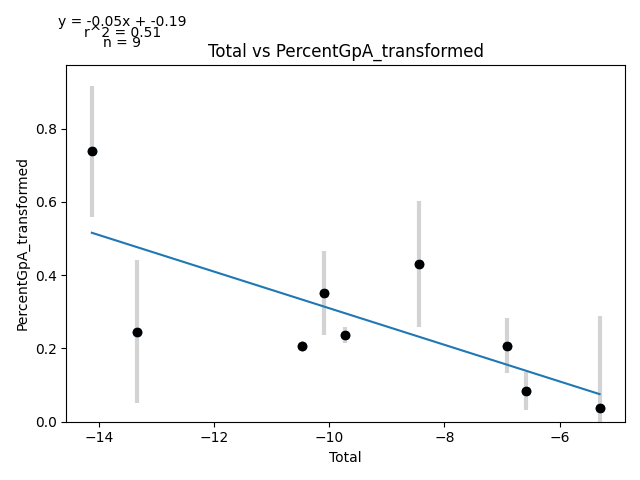 y = -0.05x + -0.19
r^2 = 0.51
n = 9
Total vs PercentGpA_transformed
PercentGpA_transformed
0.8
0.6
0.4
0.2
0.0
−14
−12
−10
−8
−6
Total